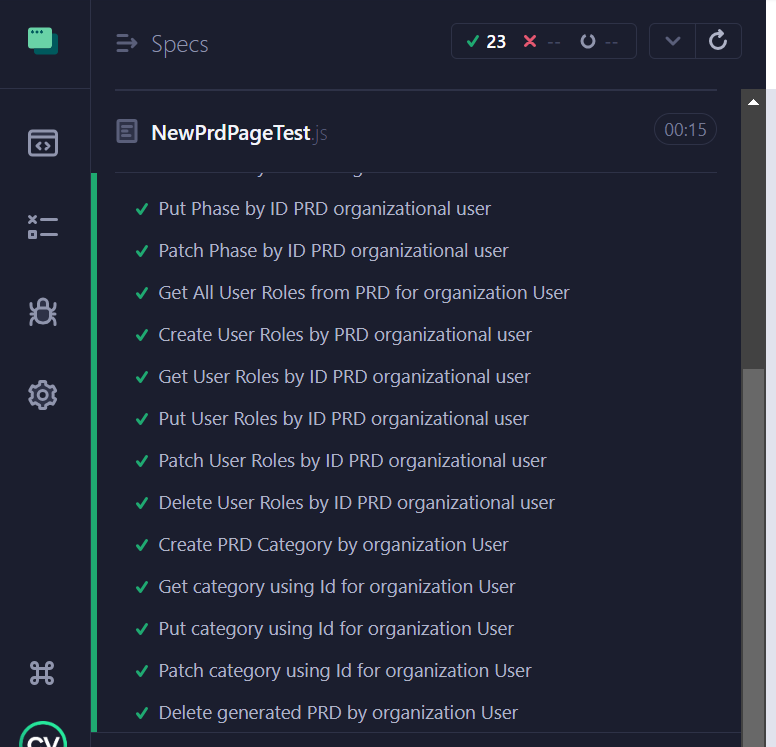 Specs
23 -- --
NewPrdPageTest.js
00:15
Put Phase by ID PRD organizational user
Patch Phase by ID PRD organizational user
Get All User Roles from PRD for organization User
Create User Roles by PRD organizational user
Get User Roles by ID PRD organizational user
Put User Roles by ID PRD organizational user
Patch User Roles by ID PRD organizational user
Delete User Roles by ID PRD organizational user
Create PRD Category by organization User
Get category using Id for organization User
Put category using Id for organization User
Patch category using Id for organization User
Delete generated PRD by organization User
CY